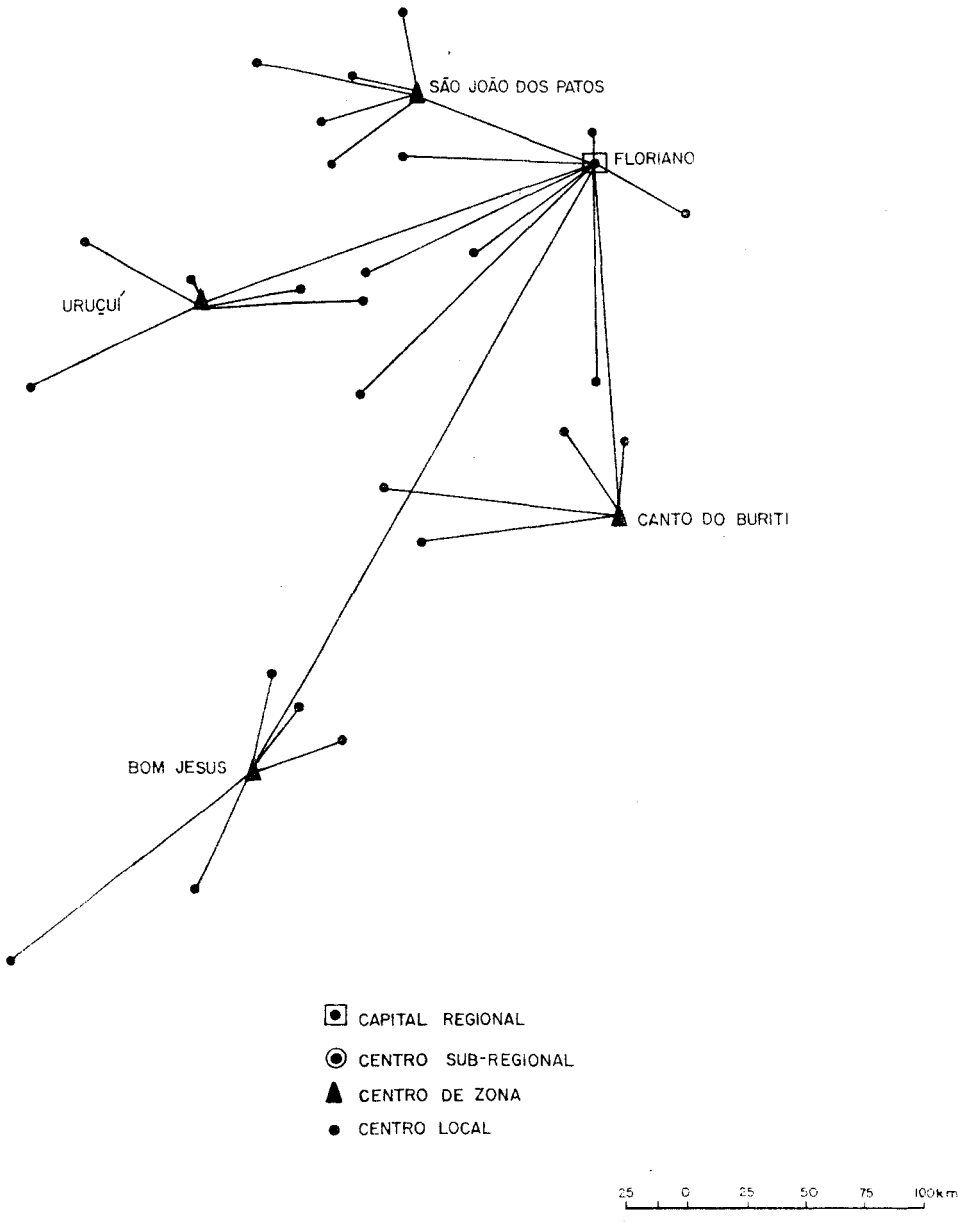 SÃO JOÃO DOS PATOS
FLORIANO
URUÇUÍ
CANTO DO BURITI
BOM JESUS
CAPITAL REGIONAL
CENTRO SUB-REGIONAL
CENTRO DE ZONA
CENTRO LOCAL
25 0 25 50 75 100km